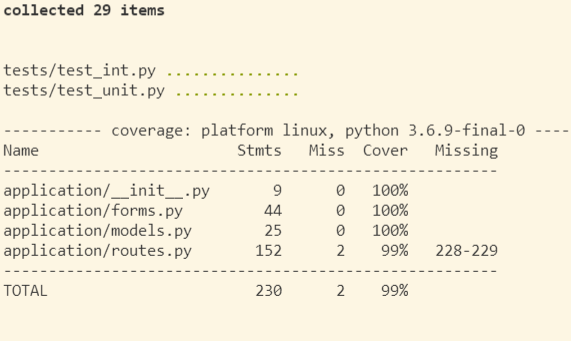 collected 29 items
tests/test_int.py ...............
tests/test_unit.py ..............
----------- coverage: platform linux, python 3.6.9-final-0 ----
Name                      Stmts   Miss  Cover   Missing
-------------------------------------------------------
application/__init__.py       9      0   100%
application/forms.py         44      0   100%
application/models.py        25      0   100%
application/routes.py       152      2    99%   228-229
-------------------------------------------------------
TOTAL                       230      2    99%